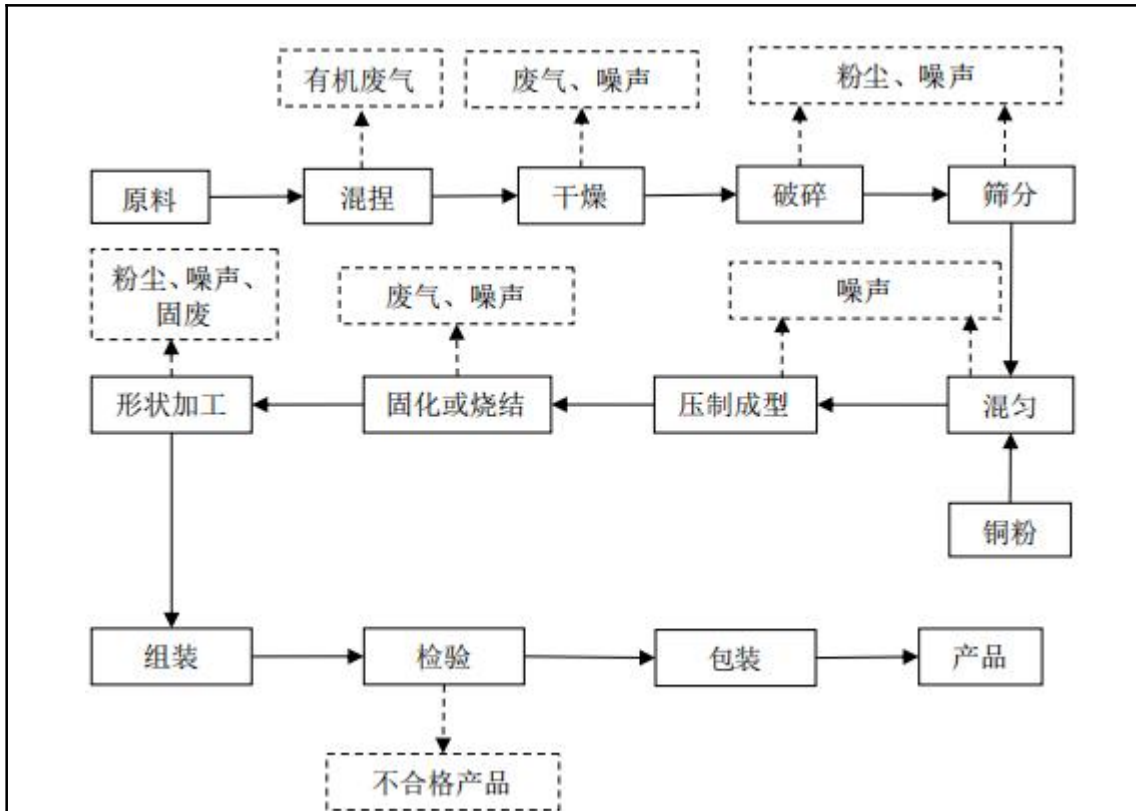 有机废气
废气、噪声
粉尘、噪声
原料
混捏
干燥
破碎
筛分
粉尘、噪声、
固废
废气、噪声
噪声
形状加工
固化或烧结
压制成型
混匀
铜粉
组装
检验
包装
产品
不合格产品